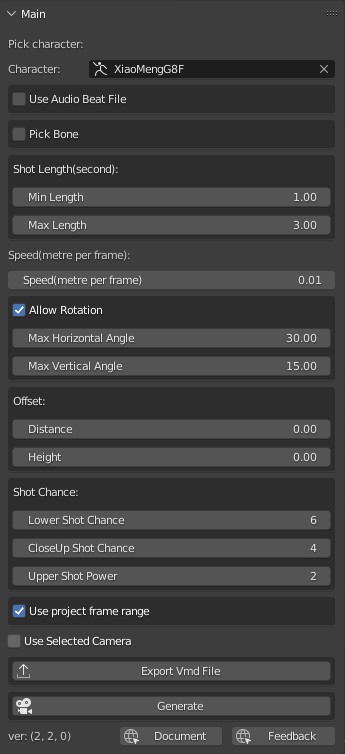 Main
Pick character:
Character: XiaoMengG8F
Use Audio Beat File
Pick Bone
Shot Length(second):
Min Length 1.00
Max Length 3.00
Speed(metre per frame):
Speed(metre per frame) 0.01
Allow Rotation
Max Horizontal Angle 30.00
Max Vertical Angle 15.00
Offset:
Distance 0.00
Height 0.00
Shot Chance:
Lower Shot Chance 6
CloseUp Shot Chance 4
Upper Shot Power 2
Use project frame range
Use Selected Camera
Export Vmd File
Generate
ver: (2, 2, 0) Document Feedback